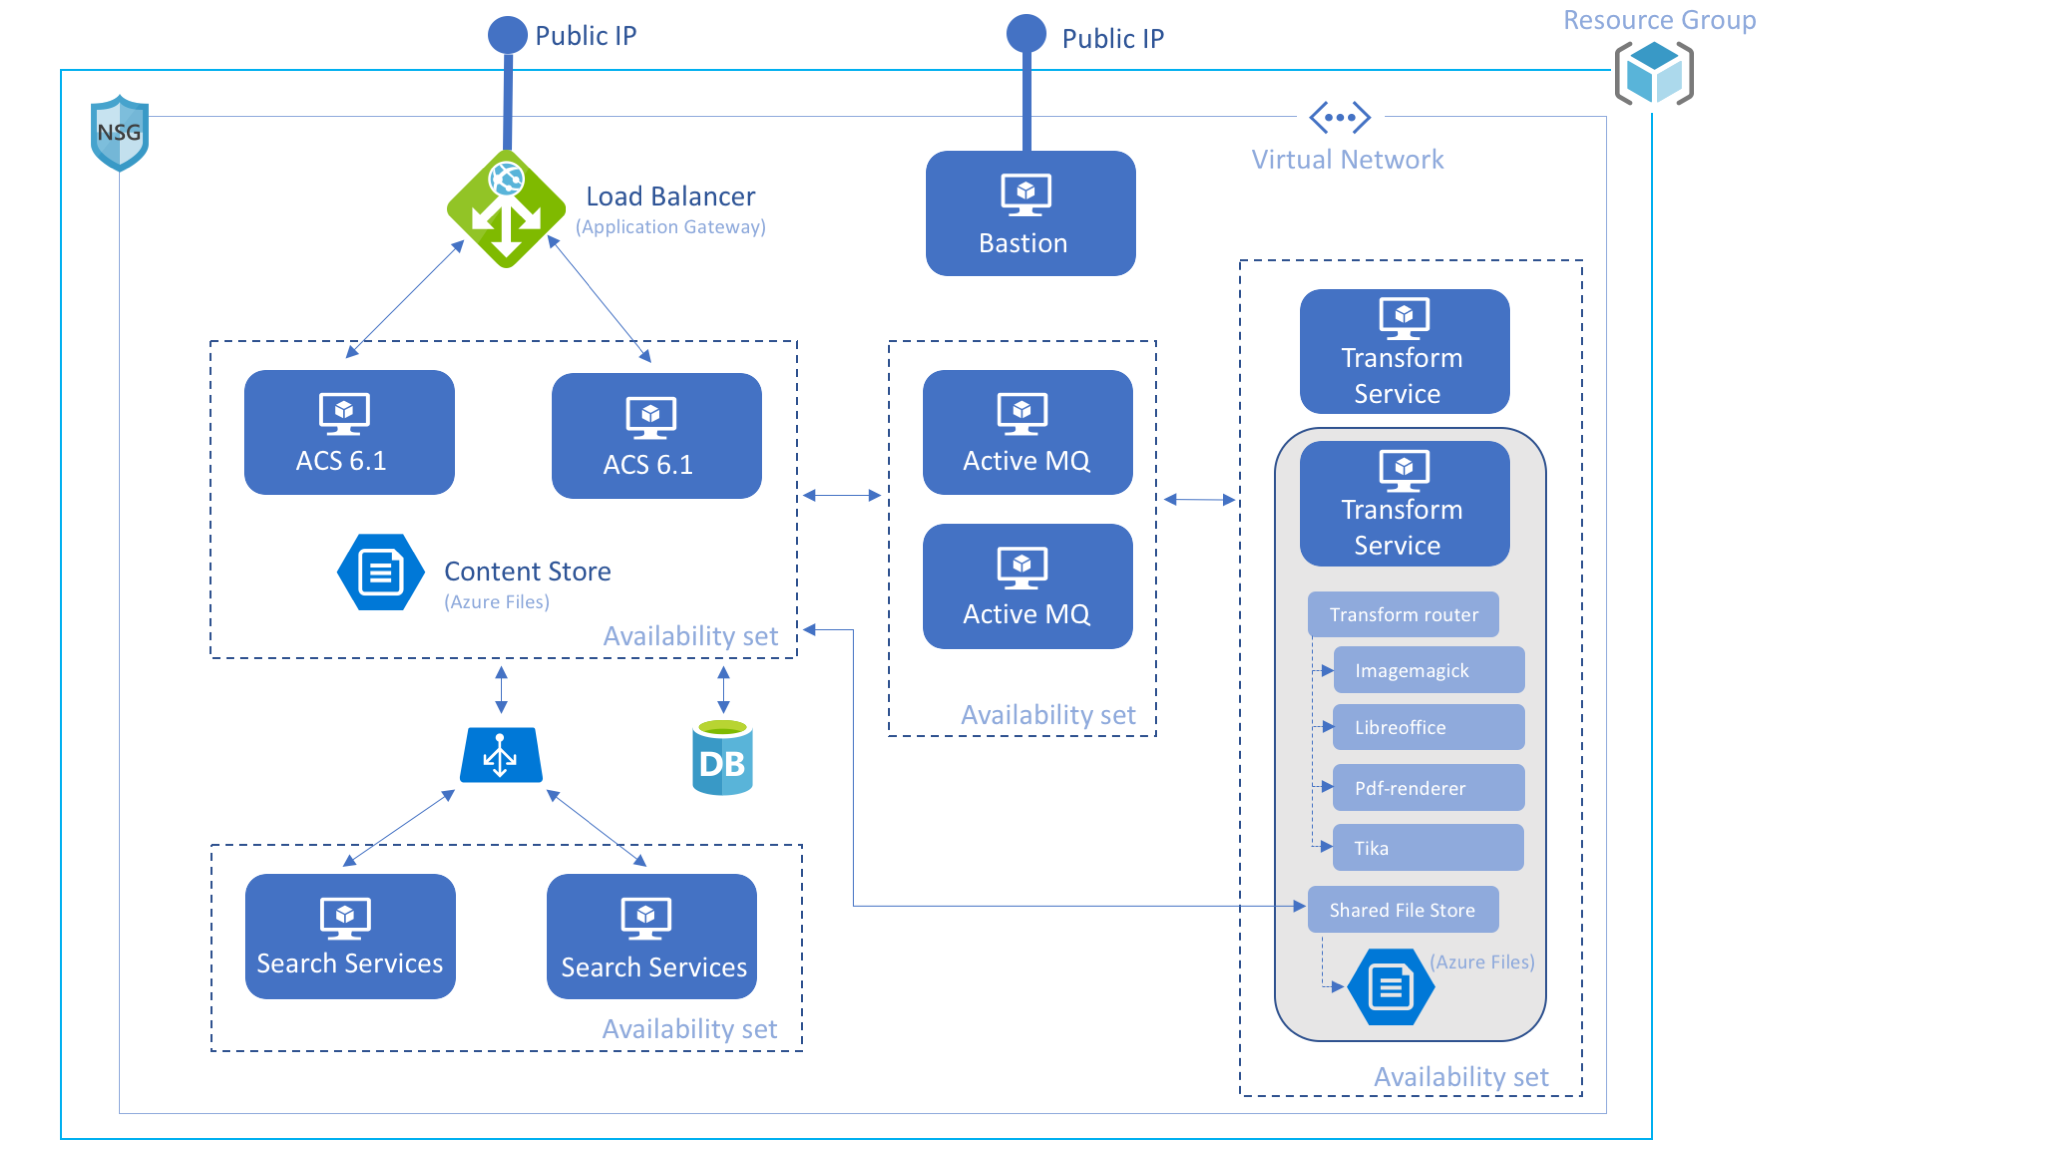 Resource Group
Public IP
Public IP
NSG
Virtual Network
Load Balancer
(Application Gateway)
Bastion
Transform
Service
ACS 6.1
ACS 6.1
Active MQ
Transform
Service
Content Store
(Azure Files)
Availability set
Active MQ
Transform router
Imagemagick
Availability set
Libreoffice
DB
Pdf-renderer
Tika
Shared File Store
Search Services
Search Services
(Azure Files)
Availability set
Availability set